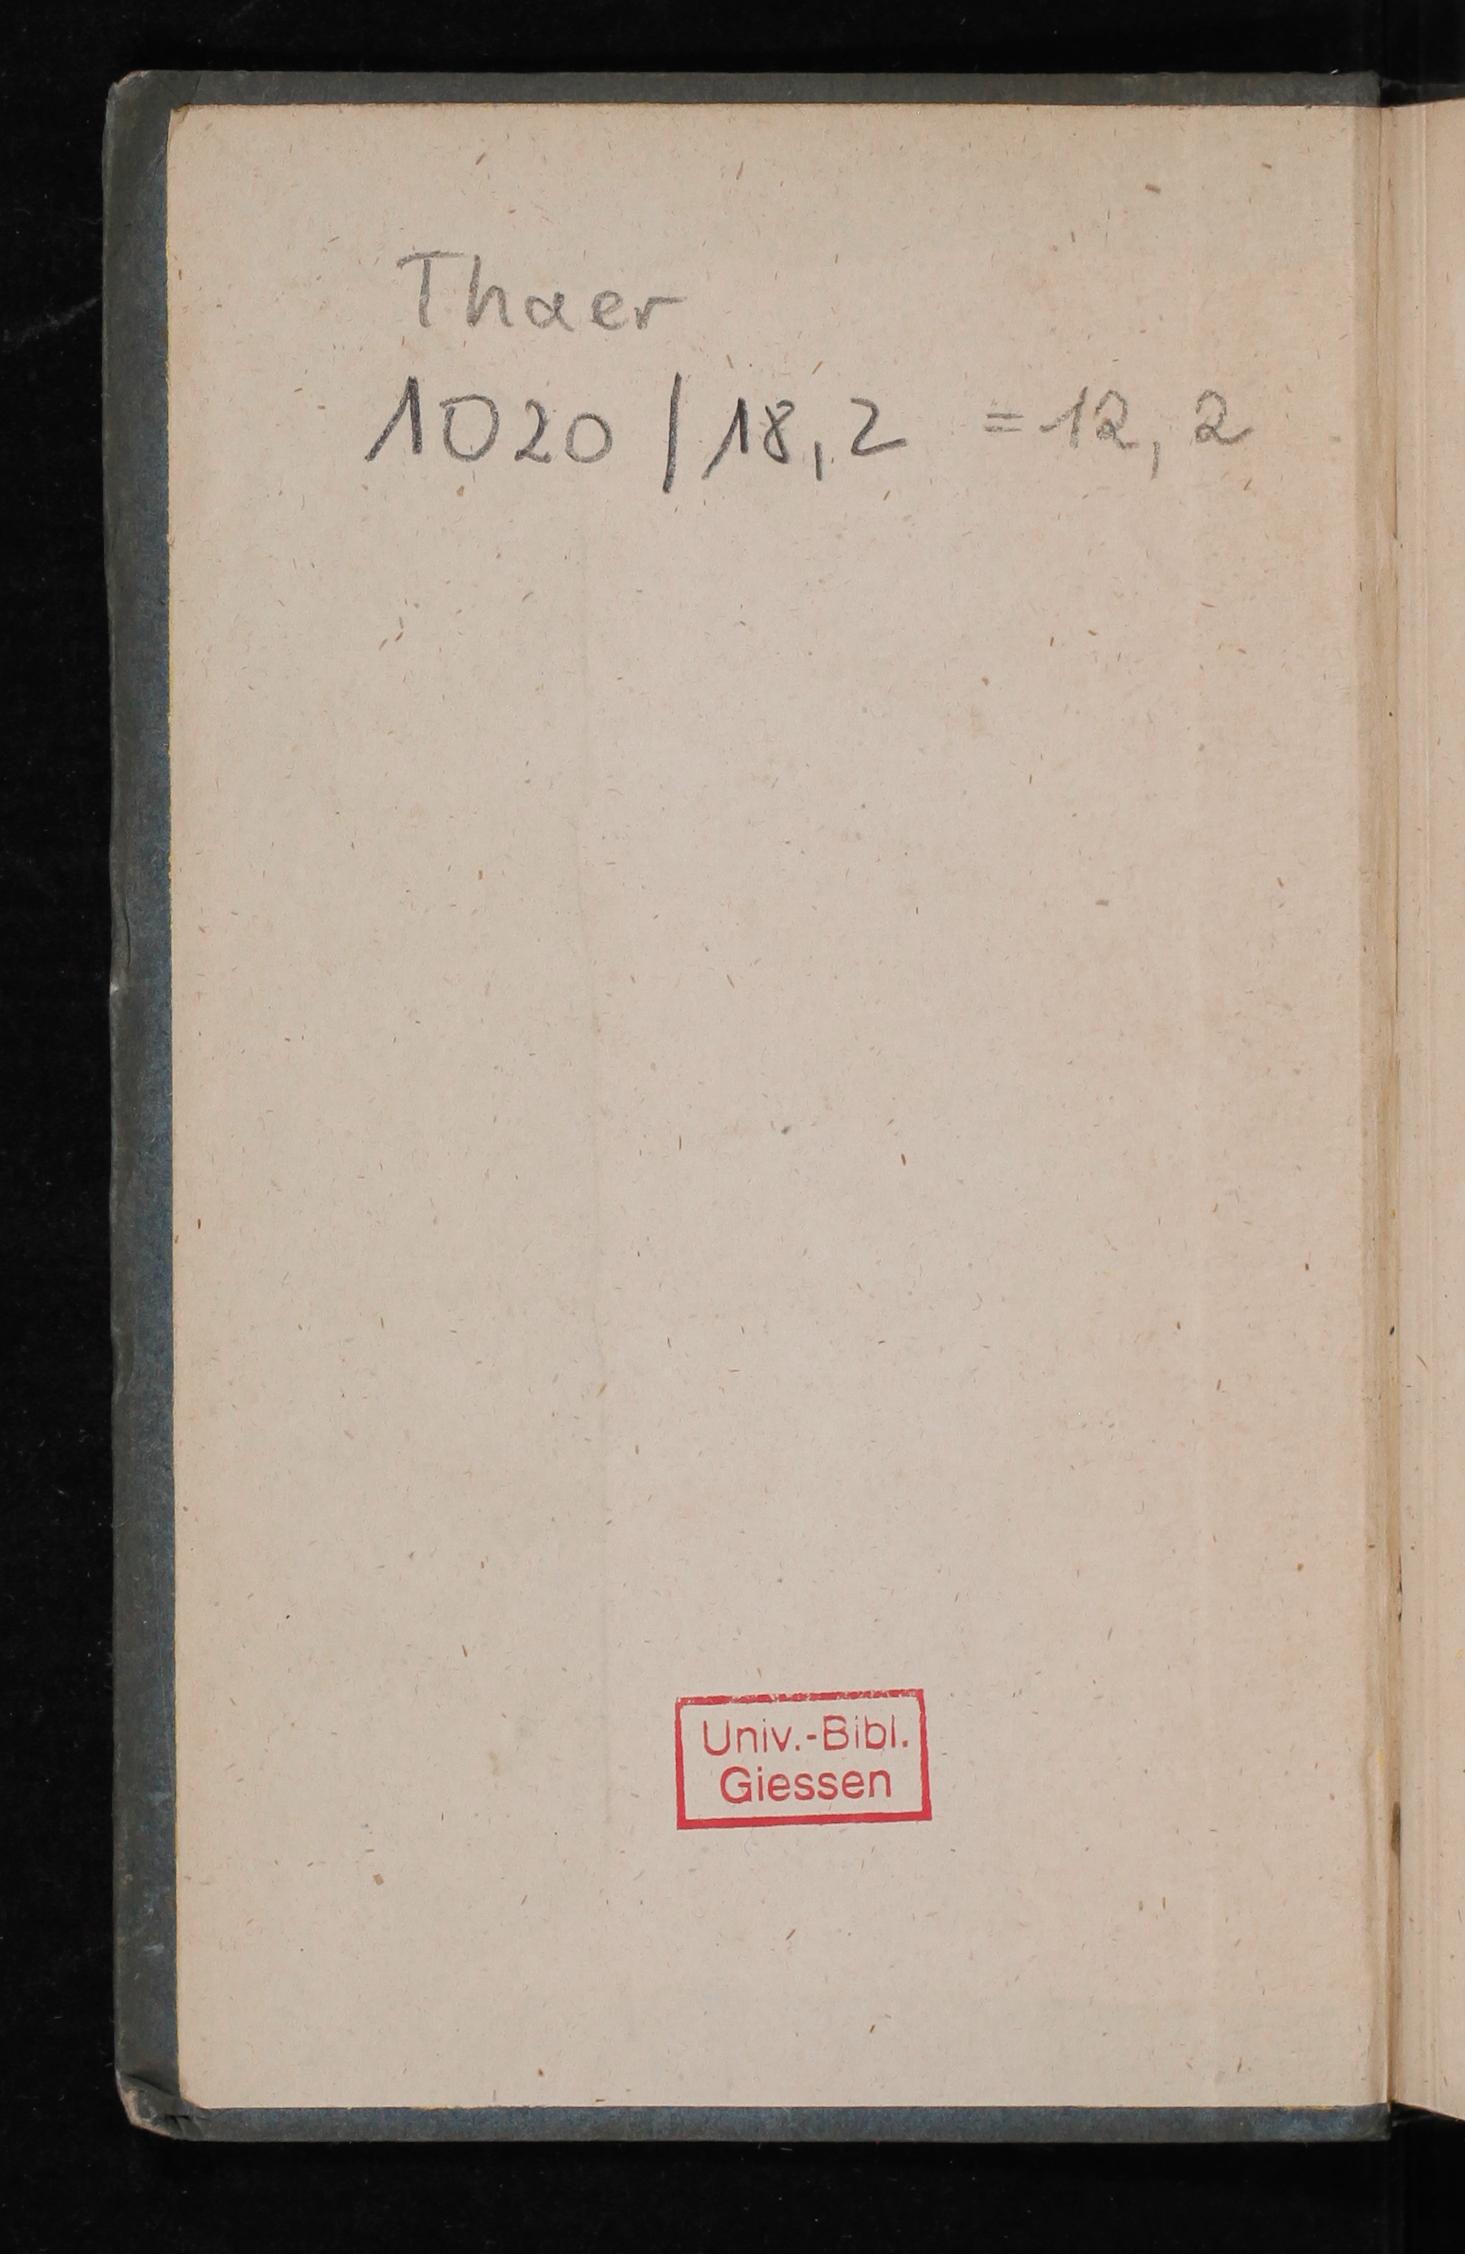 Thaer
1020 / 18, 2 = 12, 2
Univ.-Bibl.
Giessen